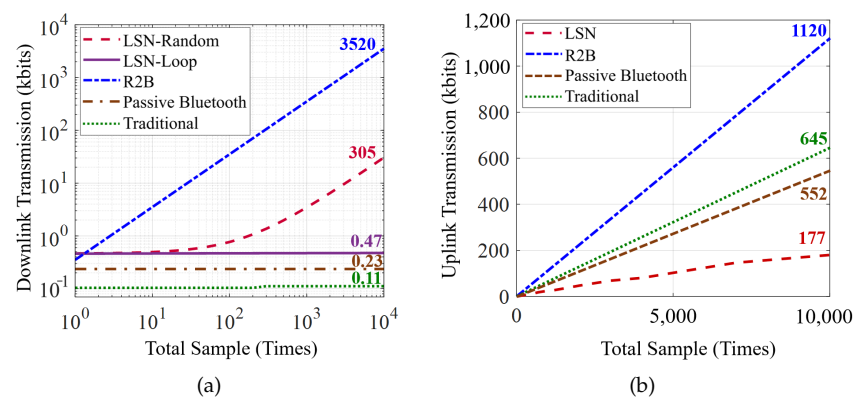 Downlink Transmission (kbits)
10^4
10^3
10^2
10^1
10^0
10^-1
LSN-Random
LSN-Loop
R2B
Passive Bluetooth
Traditional
3520
305
0.47
0.23
0.11
10^0 10^1 10^2 10^3 10^4
Total Sample (Times)
(a)
Uplink Transmission (kbits)
1,200
1,000
800
600
400
200
0
LSN
R2B
Passive Bluetooth
Traditional
1120
645
552
177
0 5,000 10,000
Total Sample (Times)
(b)